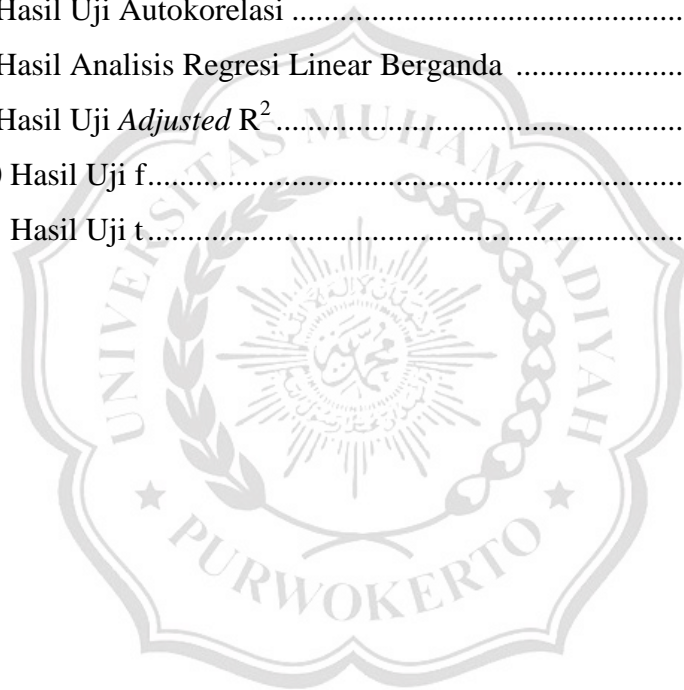 Hasil Uji Autokorelasi ....................................................
Hasil Analisis Regresi Linear Berganda ......................
Hasil Uji Adjusted R²......................................................
) Hasil Uji f......................................................................
Hasil Uji t......................................................................
UNIVERSITAS MUHAMMADIYAH
PURWOKERTO